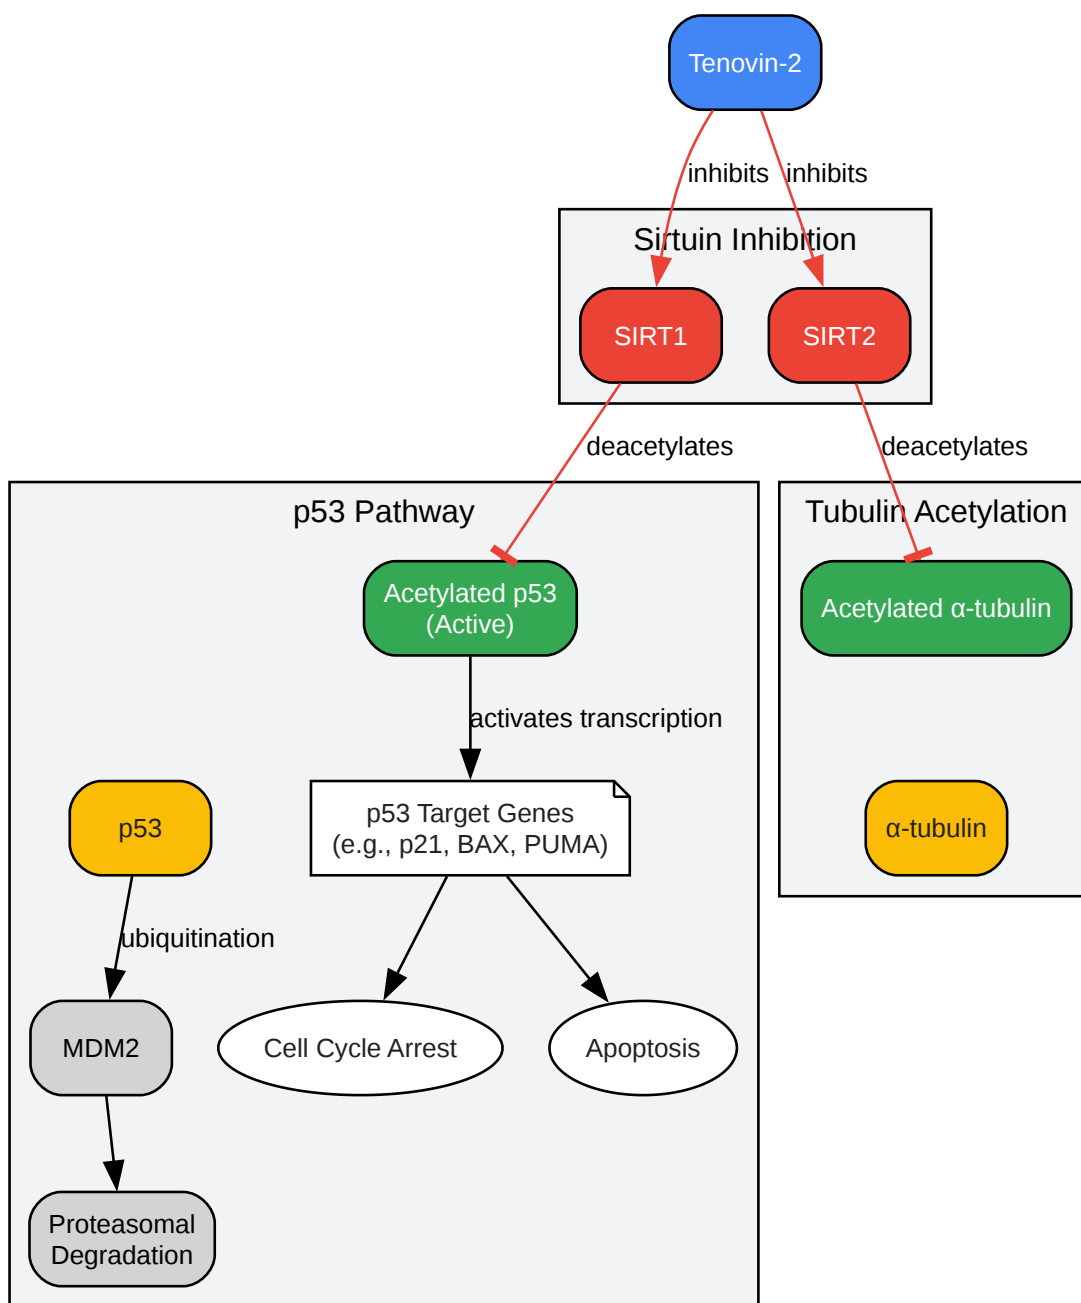 Tenovin-2
inhibits
inhibits
Sirtuin Inhibition
SIRT1
SIRT2
deacetylates
deacetylates
p53 Pathway
Tubulin Acetylation
Acetylated p53
(Active)
Acetylated α-tubulin
activates transcription
p53
p53 Target Genes
(e.g., p21, BAX, PUMA)
α-tubulin
ubiquitination
MDM2
Cell Cycle Arrest
Apoptosis
Proteasomal
Degradation